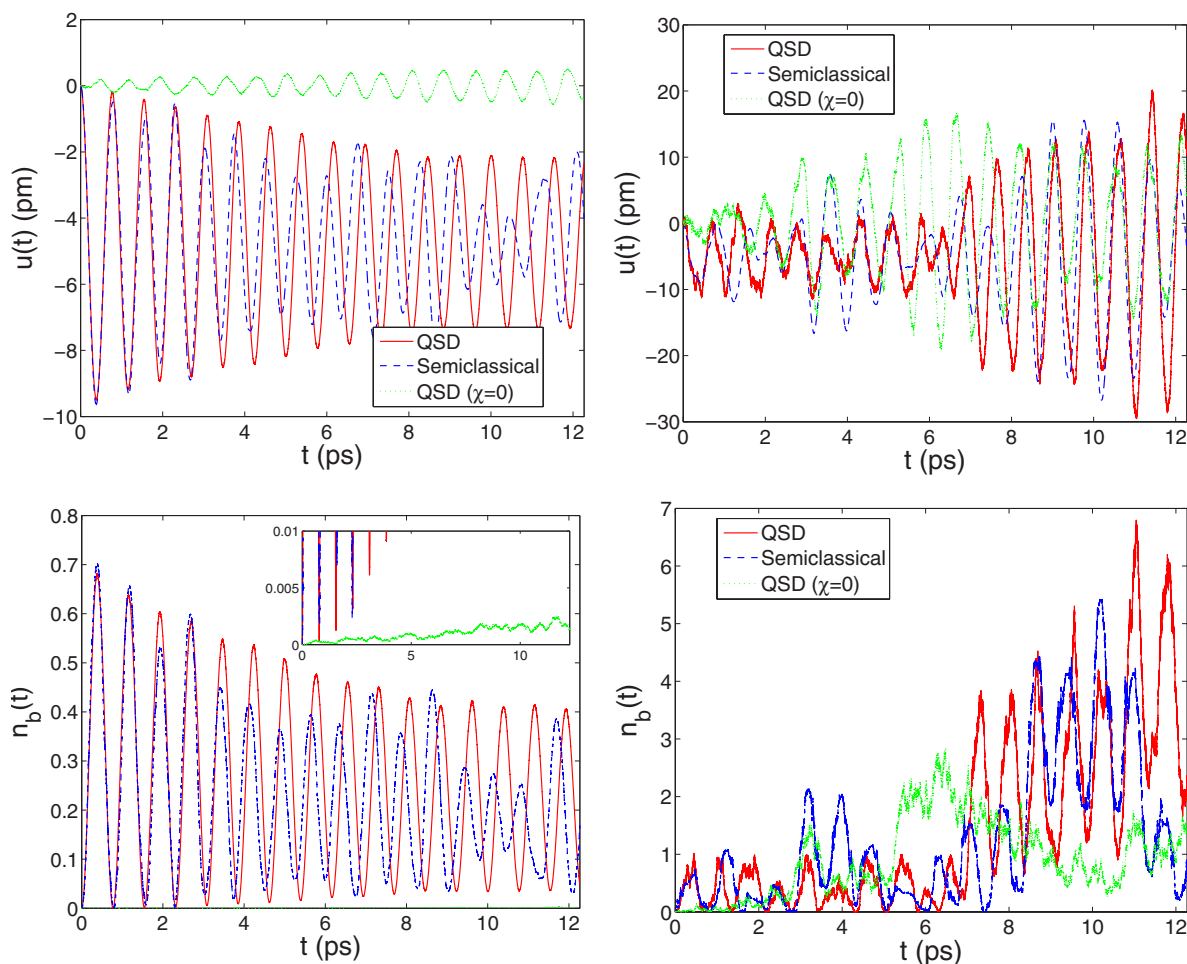 2
0
−2
−4
−6
−8
−10
u(t) (pm)
0 2 4 6 8 10 12
t (ps)
QSD
Semiclassical
QSD (χ=0)
30
20
10
0
−10
−20
−30
u(t) (pm)
0 2 4 6 8 10 12
t (ps)
QSD
Semiclassical
QSD (χ=0)
0.8
0.7
0.6
0.5
0.4
0.3
0.2
0.1
0
n_b(t)
0 2 4 6 8 10 12
t (ps)
0.01
0.005
0
0 5 10
7
6
5
4
3
2
1
0
n_b(t)
0 2 4 6 8 10 12
t (ps)
QSD
Semiclassical
QSD (χ=0)